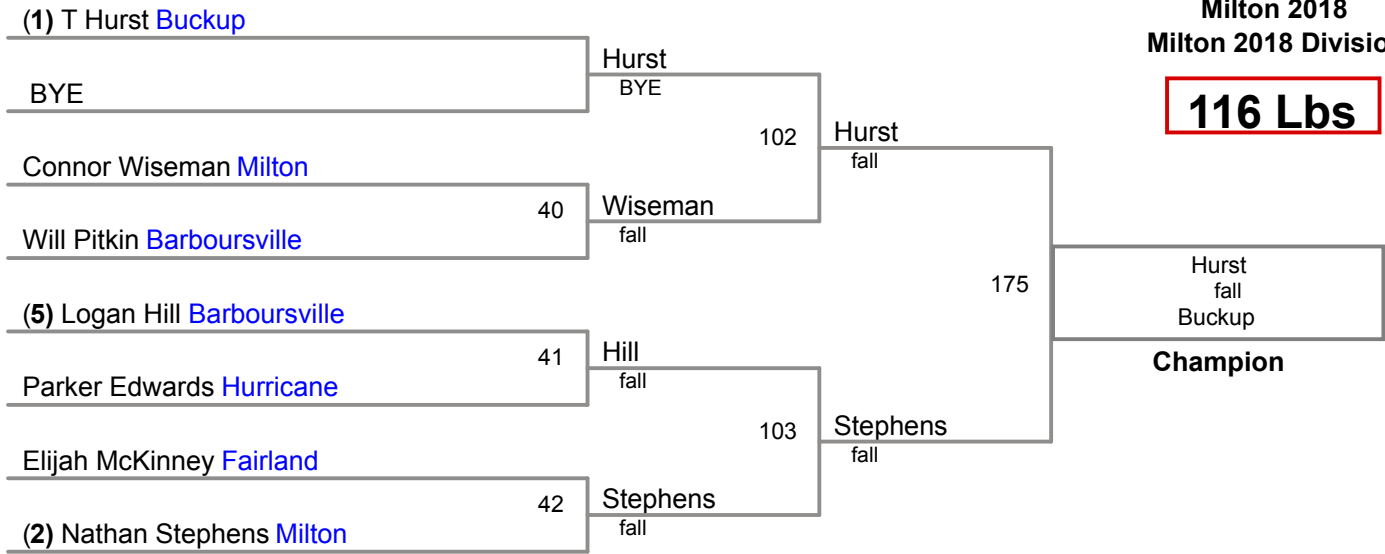 Milton 2018
Milton 2018 Divisio
116 Lbs
(1) T Hurst Buckup
BYE
Connor Wiseman Milton
Will Pitkin Barboursville
(5) Logan Hill Barboursville
Parker Edwards Hurricane
Elijah McKinney Fairland
(2) Nathan Stephens Milton
Hurst
BYE
40
Wiseman
fall
41
Hill
fall
42
Stephens
fall
102
Hurst
fall
103
Stephens
fall
175
Hurst
fall
Buckup
Champion